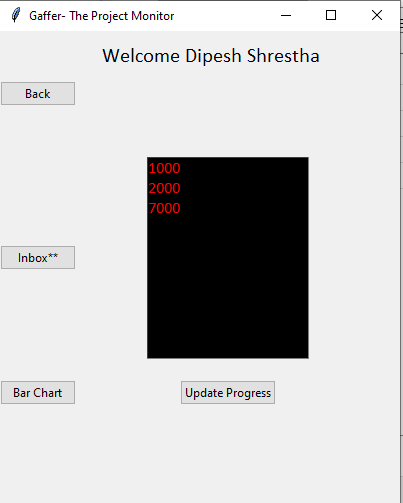 Gaffer- The Project Monitor
Welcome Dipesh Shrestha
Back
1000
2000
7000
Inbox**
Bar Chart
Update Progress